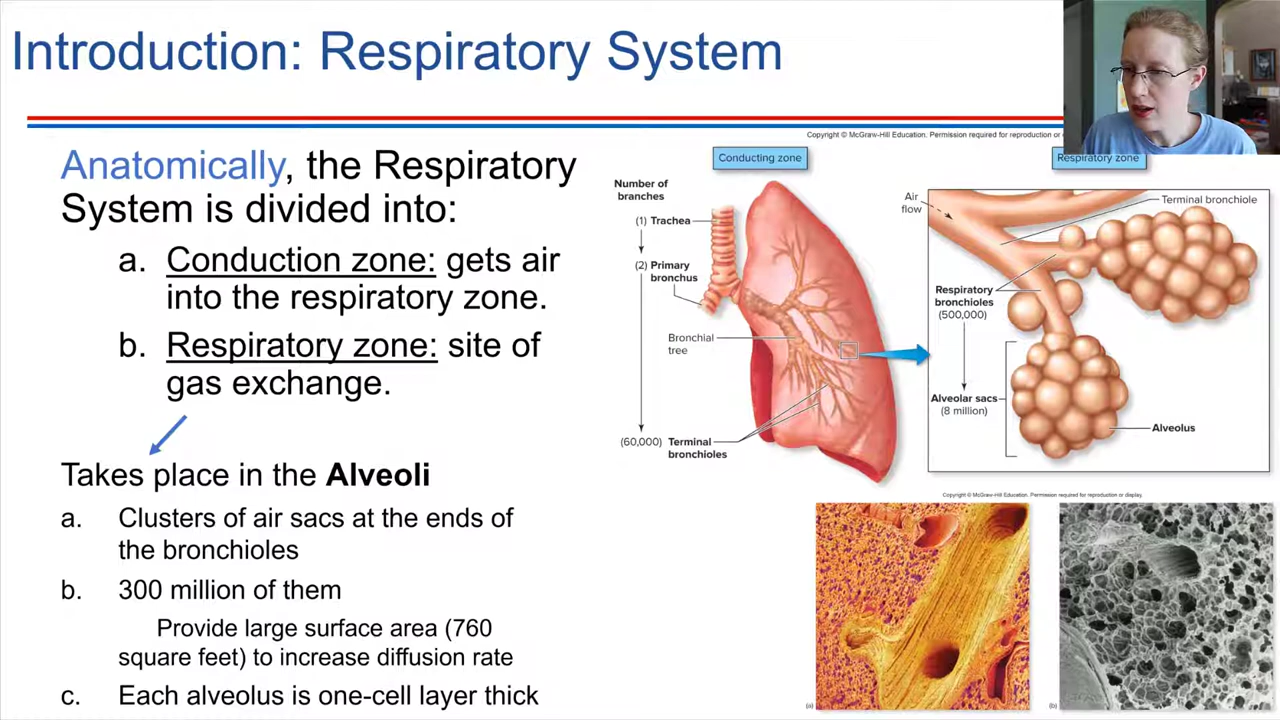 Introduction: Respiratory System
Anatomically, the Respiratory
System is divided into:
a. Conduction zone: gets air
into the respiratory zone.
b. Respiratory zone: site of
gas exchange.
Takes place in the Alveoli
a. Clusters of air sacs at the ends of
the bronchioles
b. 300 million of them
Provide large surface area (760
square feet) to increase diffusion rate
c. Each alveolus is one-cell layer thick
Copyright © McGraw-Hill Education. Permission required for reproduction or
Conducting zone
Respiratory zone
Number of
branches
(1) Trachea
(2) Primary
bronchus
Bronchial
tree
(60,000) Terminal
bronchioles
Air
flow
Terminal bronchiole
Respiratory
bronchioles
(500,000)
Alveolar sacs
(8 million)
Alveolus
Copyright © McGraw-Hill Education. Permission required for reproduction or display.
(a)
(b)